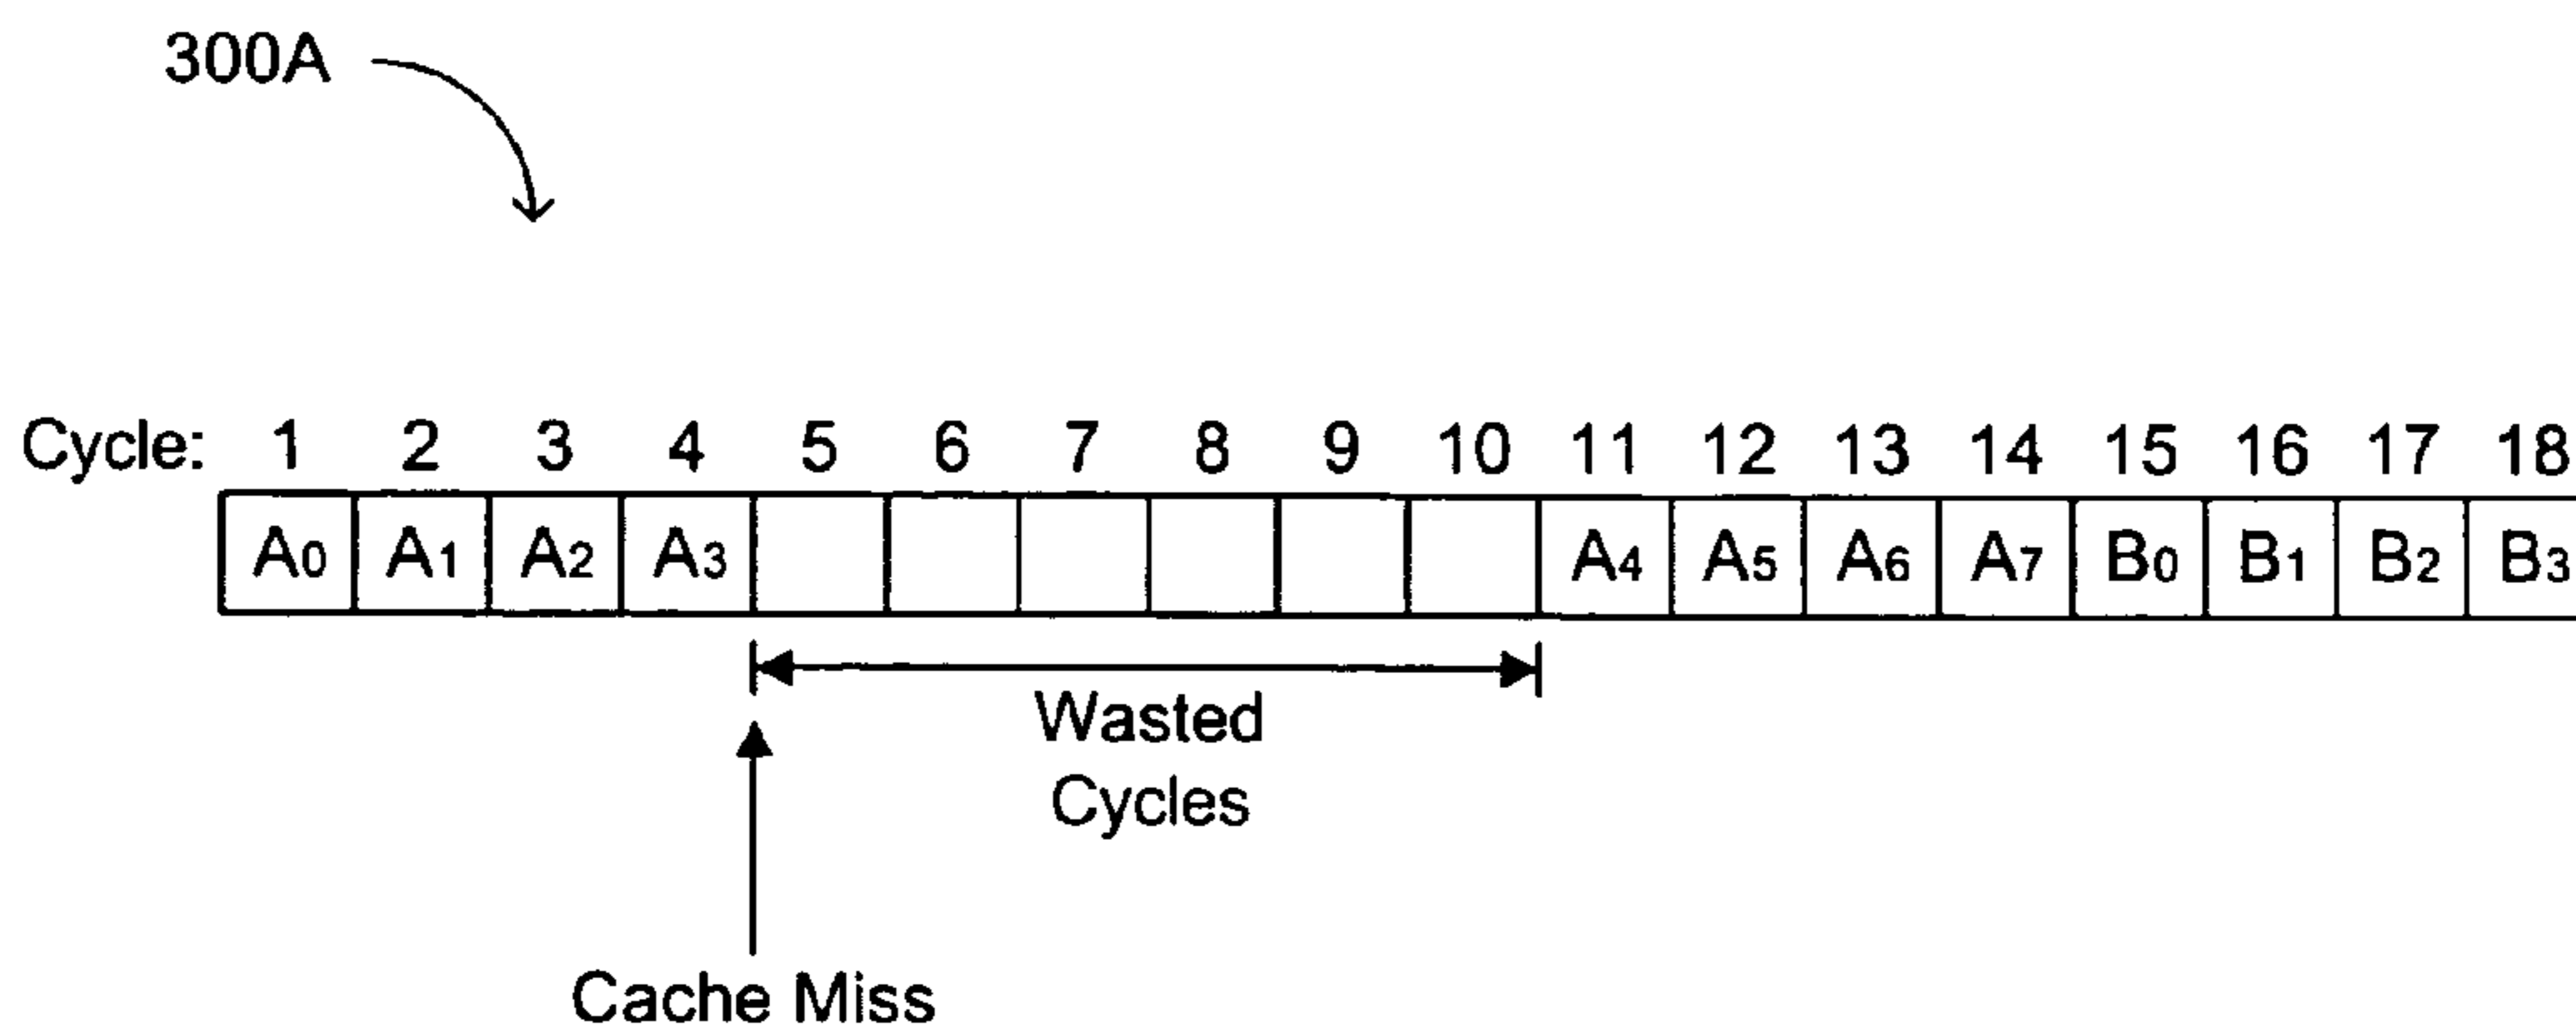 300A
Cycle: 1 2 3 4 5 6 7 8 9 10 11 12 13 14 15 16 17 18
A0 A1 A2 A3 A4 A5 A6 A7 B0 B1 B2 B3
Wasted
Cycles
Cache Miss